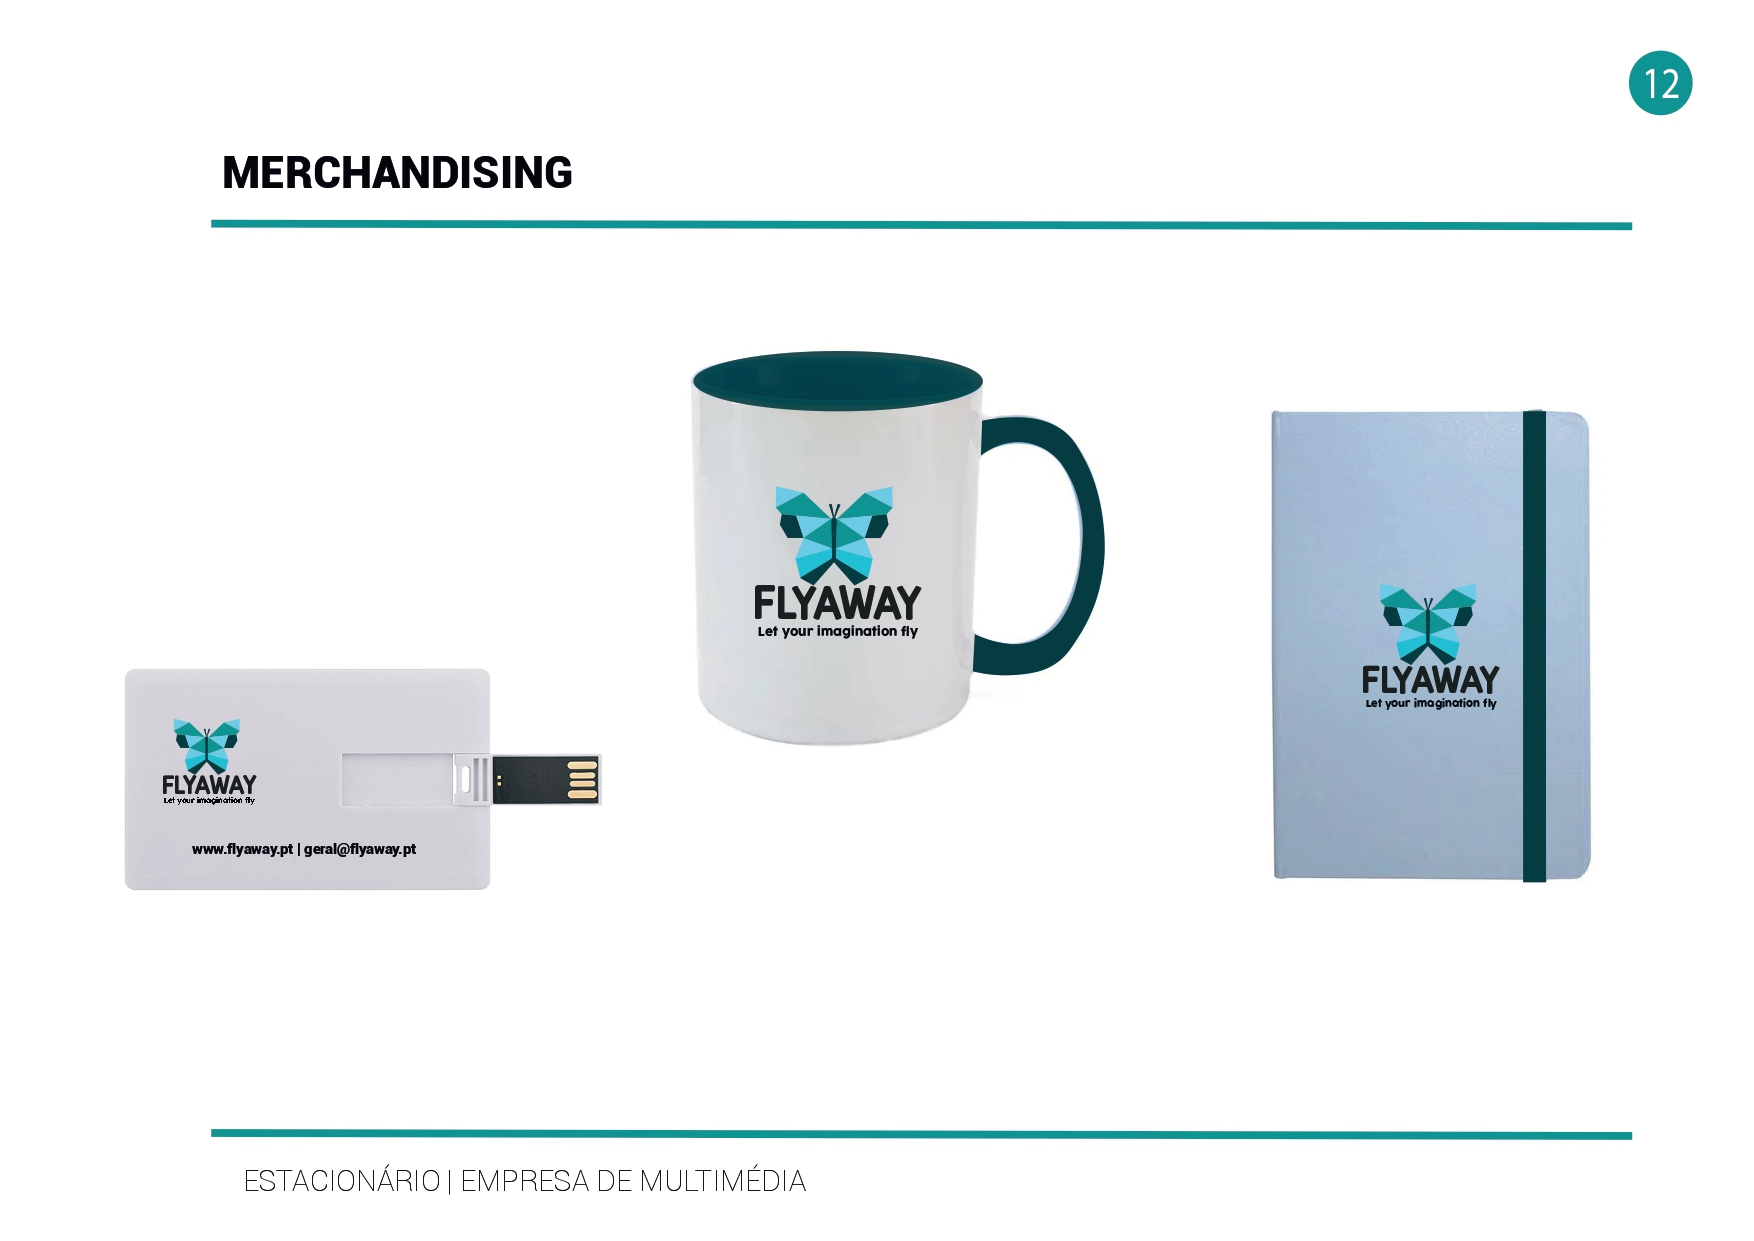 12
MERCHANDISING
FLYAWAY
Let your imagination fly
FLYAWAY
Let your imagination fly
FLYAWAY
Let your imagination fly
www.flyaway.pt | geral@flyaway.pt
ESTACIONÁRIO | EMPRESA DE MULTIMÉDIA